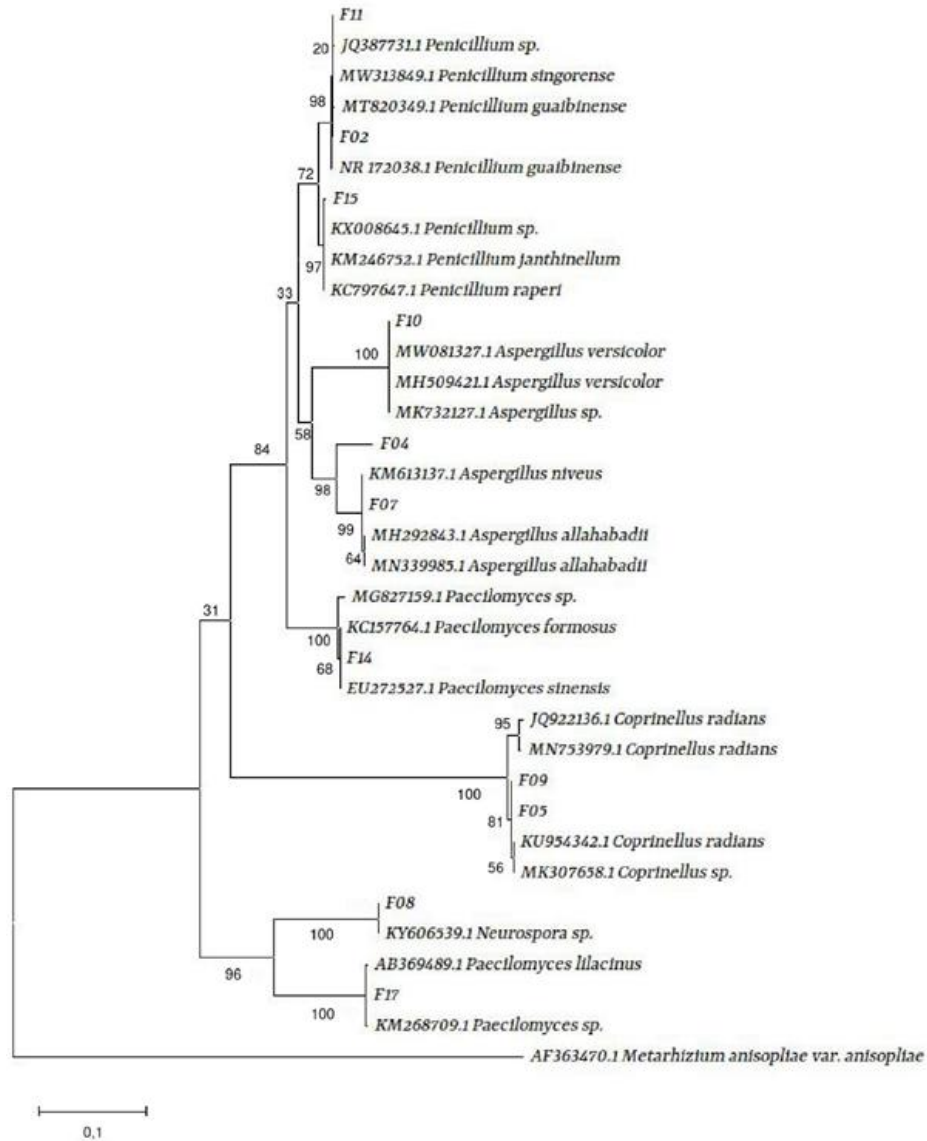 F11
20
JQ387731.1 Penicillium sp.
MW313849.1 Penicillium singorense
98
MT820349.1 Penicillium guaibinense
F02
NR 172038.1 Penicillium guaibinense
72
F15
KX008645.1 Penicillium sp.
KM246752.1 Penicillium janthinellum
97
KC797647.1 Penicillium raperi
33
F10
100
MW081327.1 Aspergillus versicolor
MH509421.1 Aspergillus versicolor
MK732127.1 Aspergillus sp.
58
F04
84
KM613137.1 Aspergillus niveus
98
F07
99
MH292843.1 Aspergillus allahabadii
64
MN339985.1 Aspergillus allahabadii
MG827159.1 Paecilomyces sp.
31
KC157764.1 Paecilomyces formosus
100
F14
68
EU272527.1 Paecilomyces sinensis
95
JQ922136.1 Coprinellus radians
MN753979.1 Coprinellus radians
F09
100
F05
81
KU954342.1 Coprinellus radians
56
MK307658.1 Coprinellus sp.
F08
100
KY606539.1 Neurospora sp.
AB369489.1 Paecilomyces lilacinus
96
F17
100
KM268709.1 Paecilomyces sp.
AF363470.1 Metarhizium anisopliae var. anisopliae
0,1